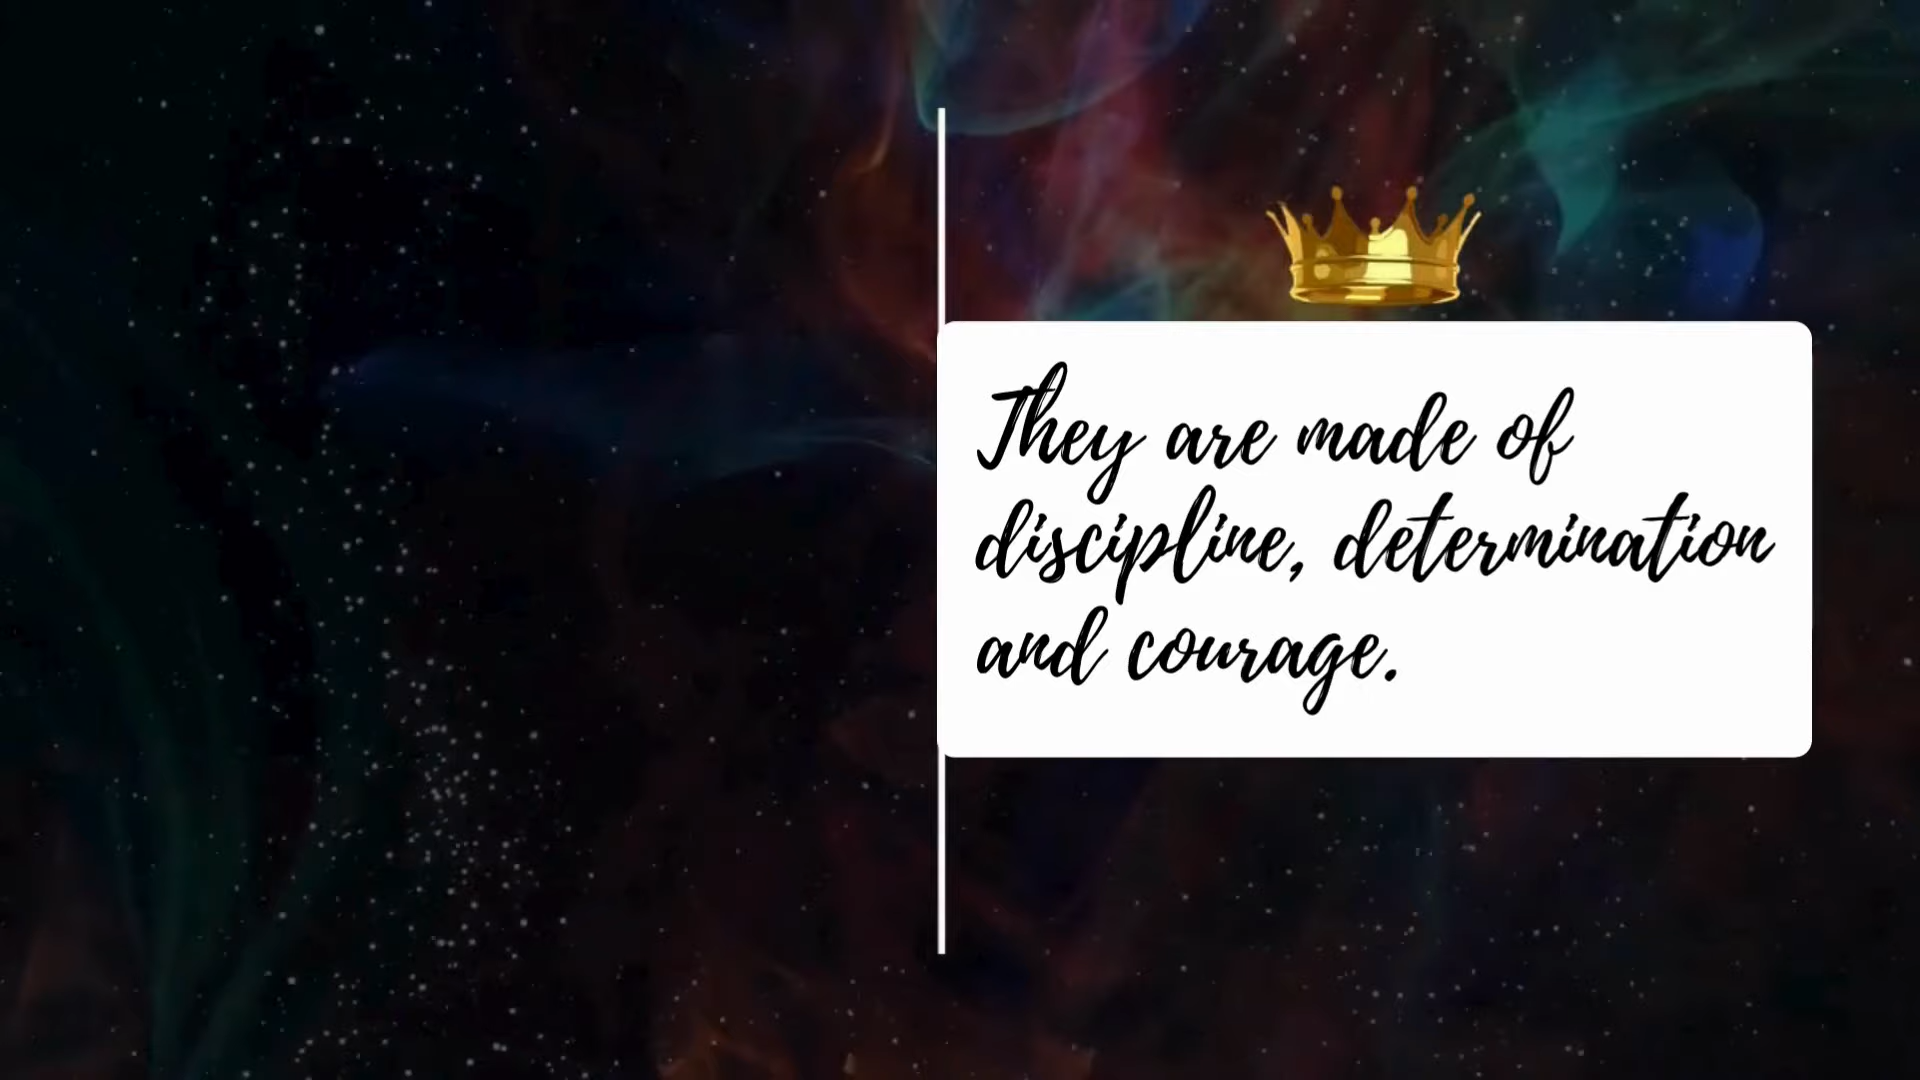 They are made of
discipline, determination
and courage.